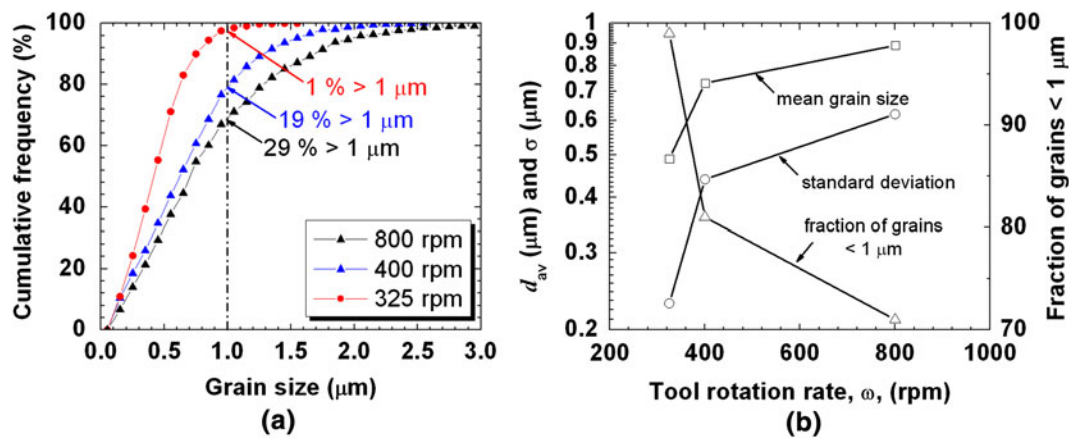 Cumulative frequency (%)
100
80
60
40
20
0
0.0 0.5 1.0 1.5 2.0 2.5 3.0
Grain size (μm)
1 % > 1 μm
19 % > 1 μm
29 % > 1 μm
800 rpm
400 rpm
325 rpm
(a)
d_av (μm) and σ (μm)
1
0.9
0.8
0.7
0.6
0.5
0.4
0.3
0.2
mean grain size
standard deviation
fraction of grains
< 1 μm
200 400 600 800 1000
Tool rotation rate, ω, (rpm)
100
90
80
70
Fraction of grains < 1 μm
(b)